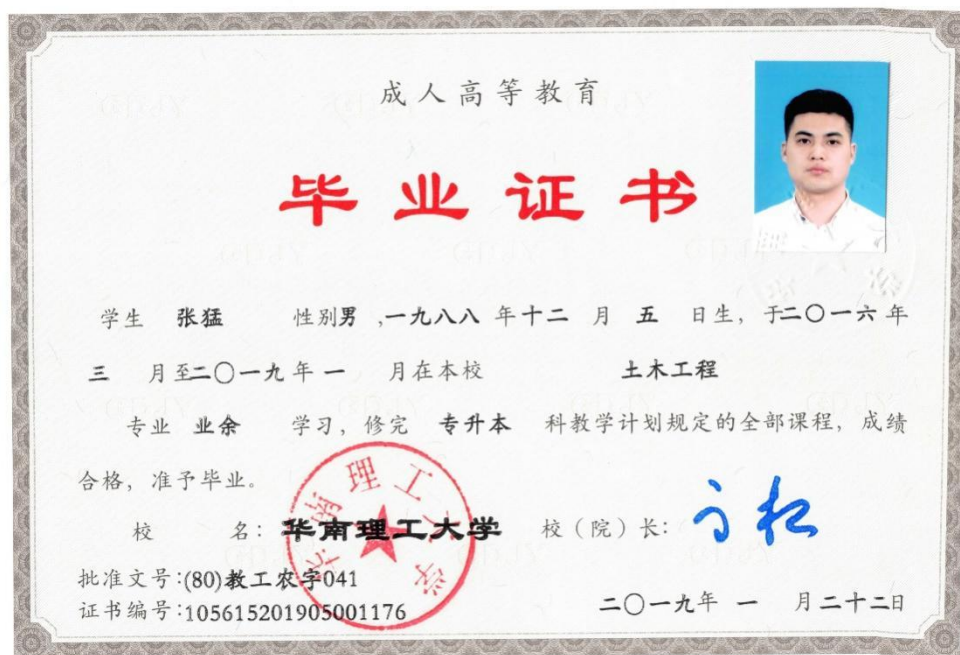 成人高等教育
毕业证书
学生 张猛 性别男,一九八八 年十二 月 五 日生，于二〇一六年
三 月至二〇一九年 一 月在本校 土木工程
专业 业余 学习，修完 专升本 科教学计划规定的全部课程，成绩
合格，准予毕业。
校 名：华南理工大学 校（院）长：
华南理工大学
批准文号:(80)教工农字041
证书编号:105615201905001176 二〇一九年 一 月二十二日